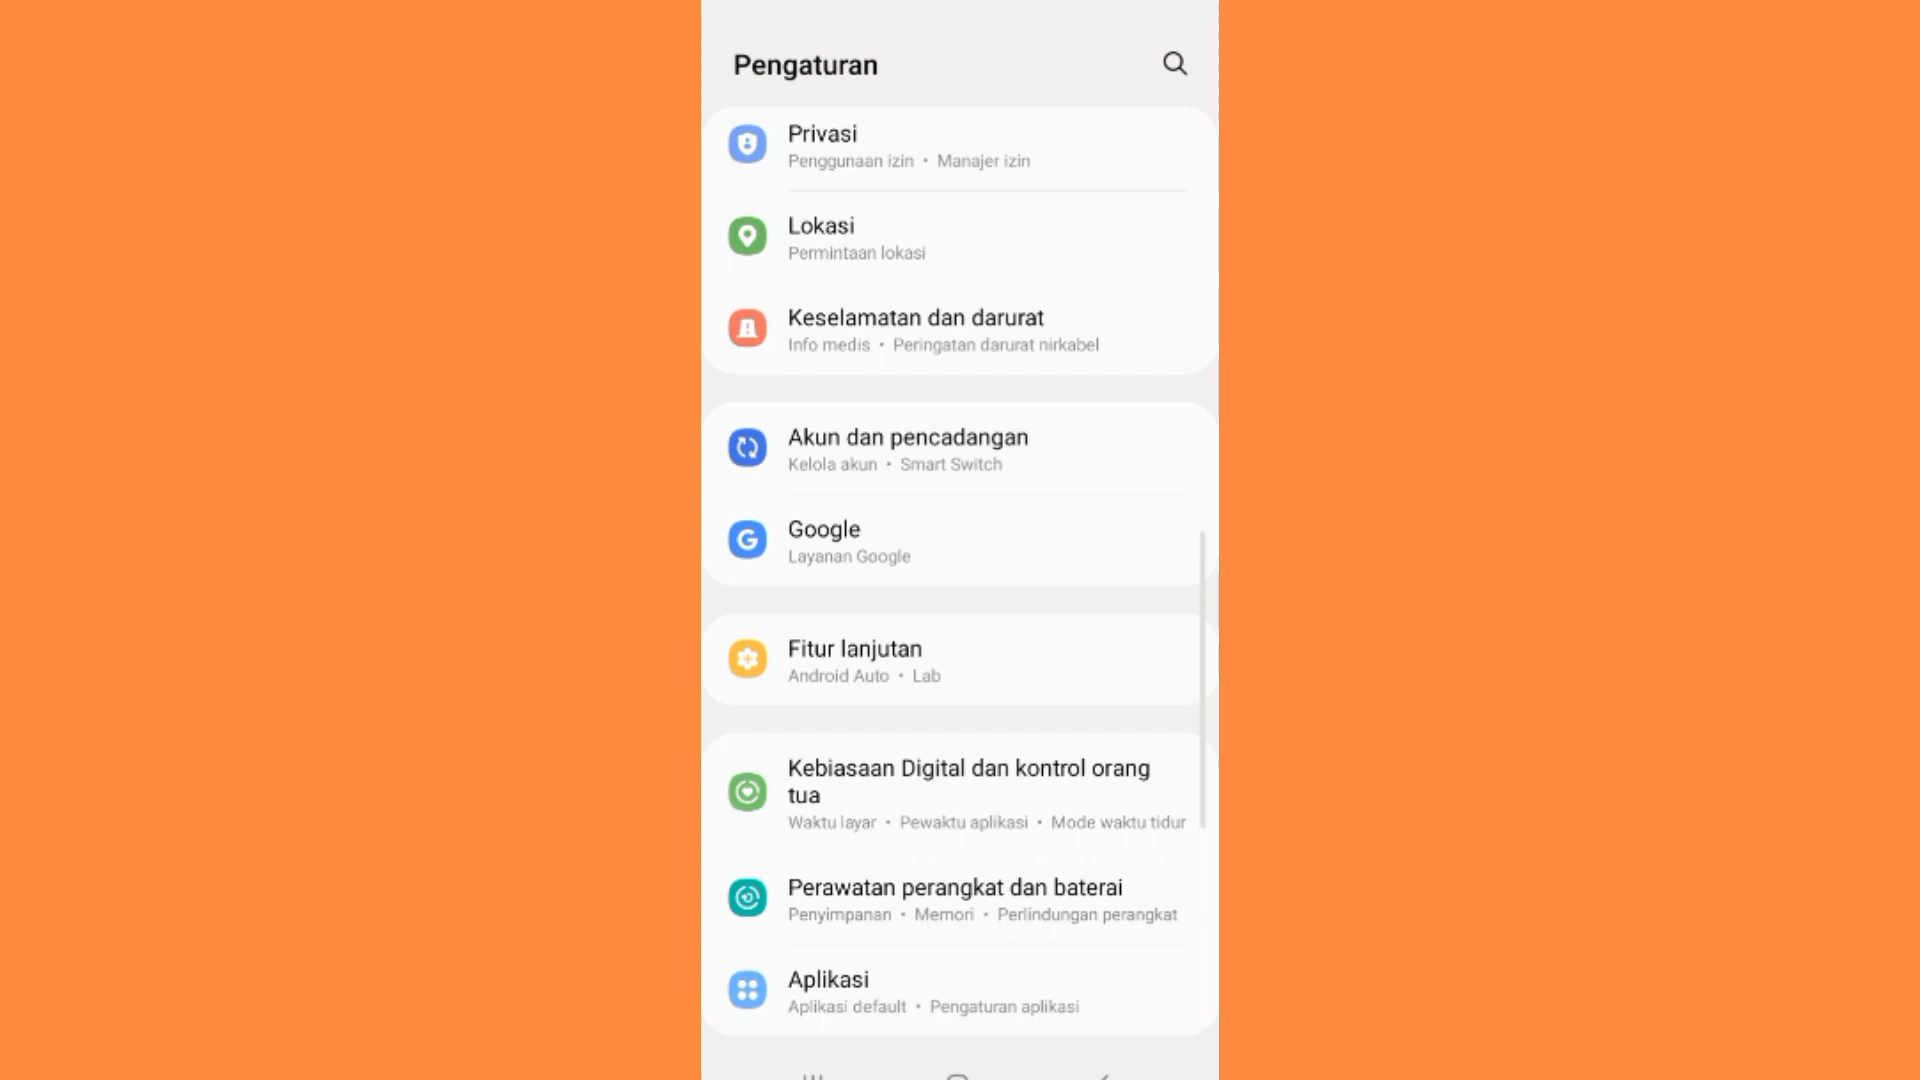 Pengaturan
Privasi
Penggunaan izin • Manajer izin
Lokasi
Permintaan lokasi
Keselamatan dan darurat
Info medis • Peringatan darurat nirkabel
Akun dan pencadangan
Kelola akun • Smart Switch
Google
Layanan Google
Fitur lanjutan
Android Auto • Lab
Kebiasaan Digital dan kontrol orang
tua
Waktu layar • Pewaktu aplikasi • Mode waktu tidur
Perawatan perangkat dan baterai
Penyimpanan • Memori • Perlindungan perangkat
Aplikasi
Aplikasi default • Pengaturan aplikasi